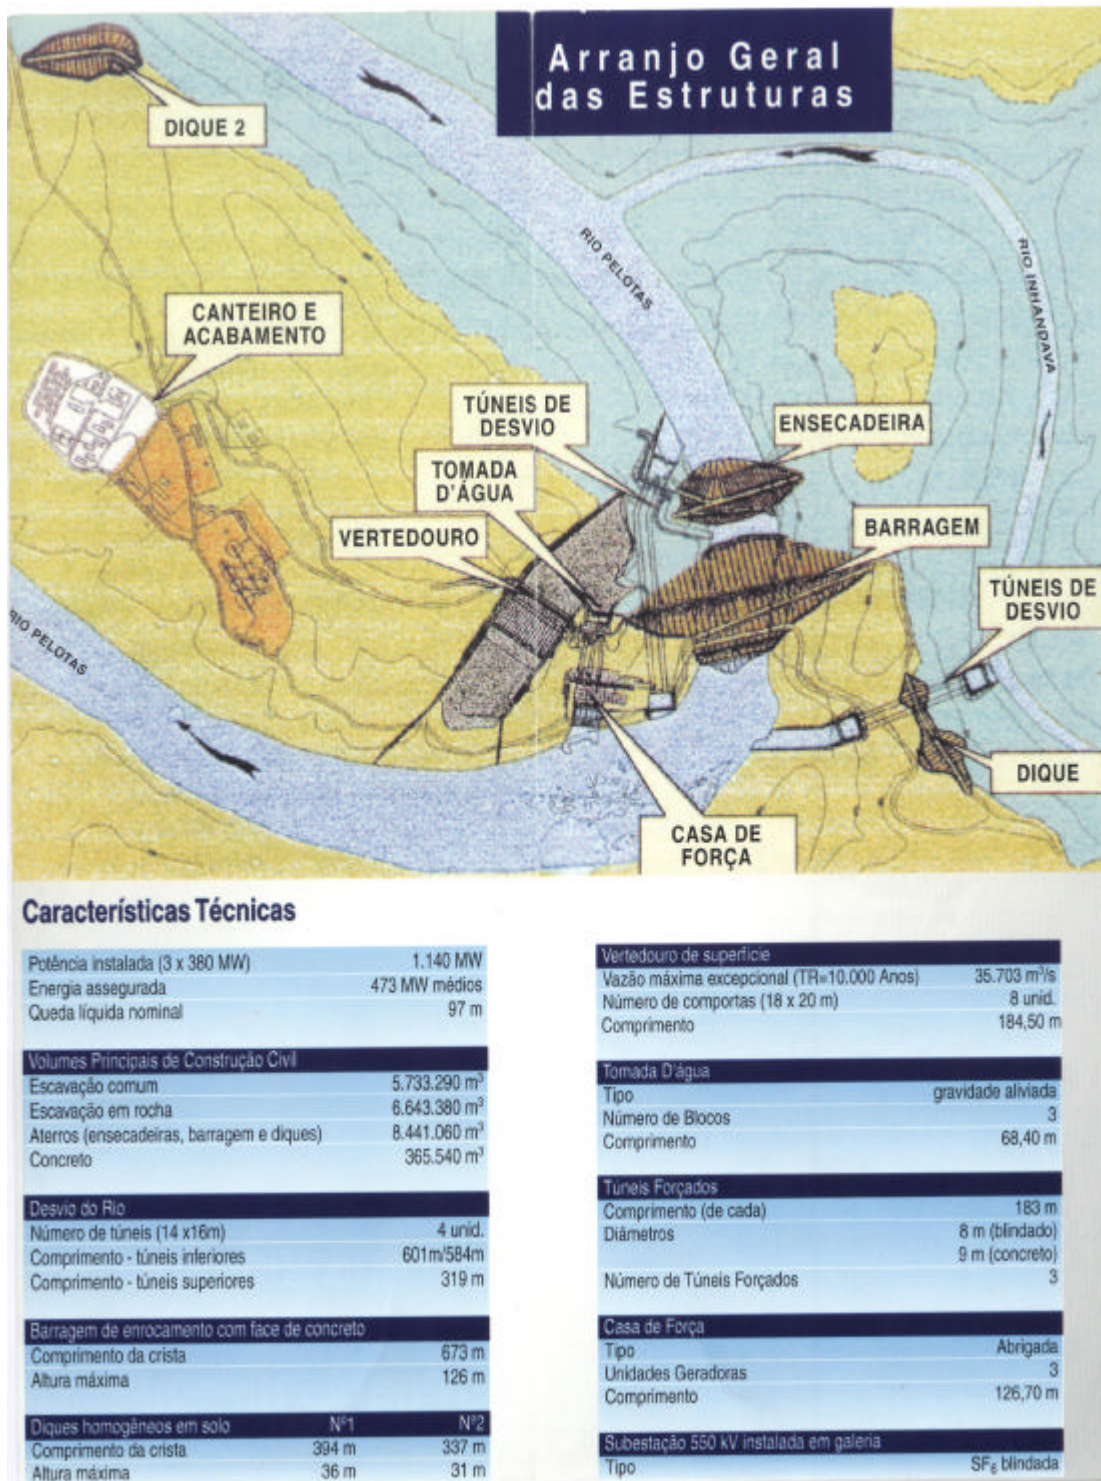 Arranjo Geral
das Estruturas
DIQUE 2
RIO PELOTAS
RIO INHANDAVA
CANTEIRO E
ACABAMENTO
TÚNEIS DE
DESVIO
ENSECADEIRA
TOMADA
D'ÁGUA
VERTEDOURO
BARRAGEM
TÚNEIS DE
DESVIO
RIO PELOTAS
DIQUE
CASA DE
FORÇA
Características Técnicas
Potência instalada (3 x 380 MW) 1.140 MW
Energia assegurada 473 MW médios
Queda líquida nominal 97 m
Volumes Principais de Construção Civil
Escavação comum 5.733.290 m³
Escavação em rocha 6.643.380 m³
Aterros (ensecadeiras, barragem e diques) 8.441.060 m³
Concreto 365.540 m³
Desvio do Rio
Número de túneis (14 x16m) 4 unid.
Comprimento - túneis inferiores 601m/584m
Comprimento - túneis superiores 319 m
Barragem de enrocamento com face de concreto
Comprimento da crista 673 m
Altura máxima 126 m
Diques homogêneos em solo Nº1 Nº2
Comprimento da crista 394 m 337 m
Altura máxima 36 m 31 m
Vertedouro de superfície
Vazão máxima excepcional (TR=10.000 Anos) 35.703 m³/s
Número de comportas (18 x 20 m) 8 unid.
Comprimento 184,50 m
Tomada D'água
Tipo gravidade aliviada
Número de Blocos 3
Comprimento 68,40 m
Túneis Forçados
Comprimento (de cada) 183 m
Diâmetros 8 m (blindado)
9 m (concreto)
Número de Túneis Forçados 3
Casa de Força
Tipo Abrigada
Unidades Geradoras 3
Comprimento 126,70 m
Subestação 550 kV instalada em galeria
Tipo SF₆ blindada